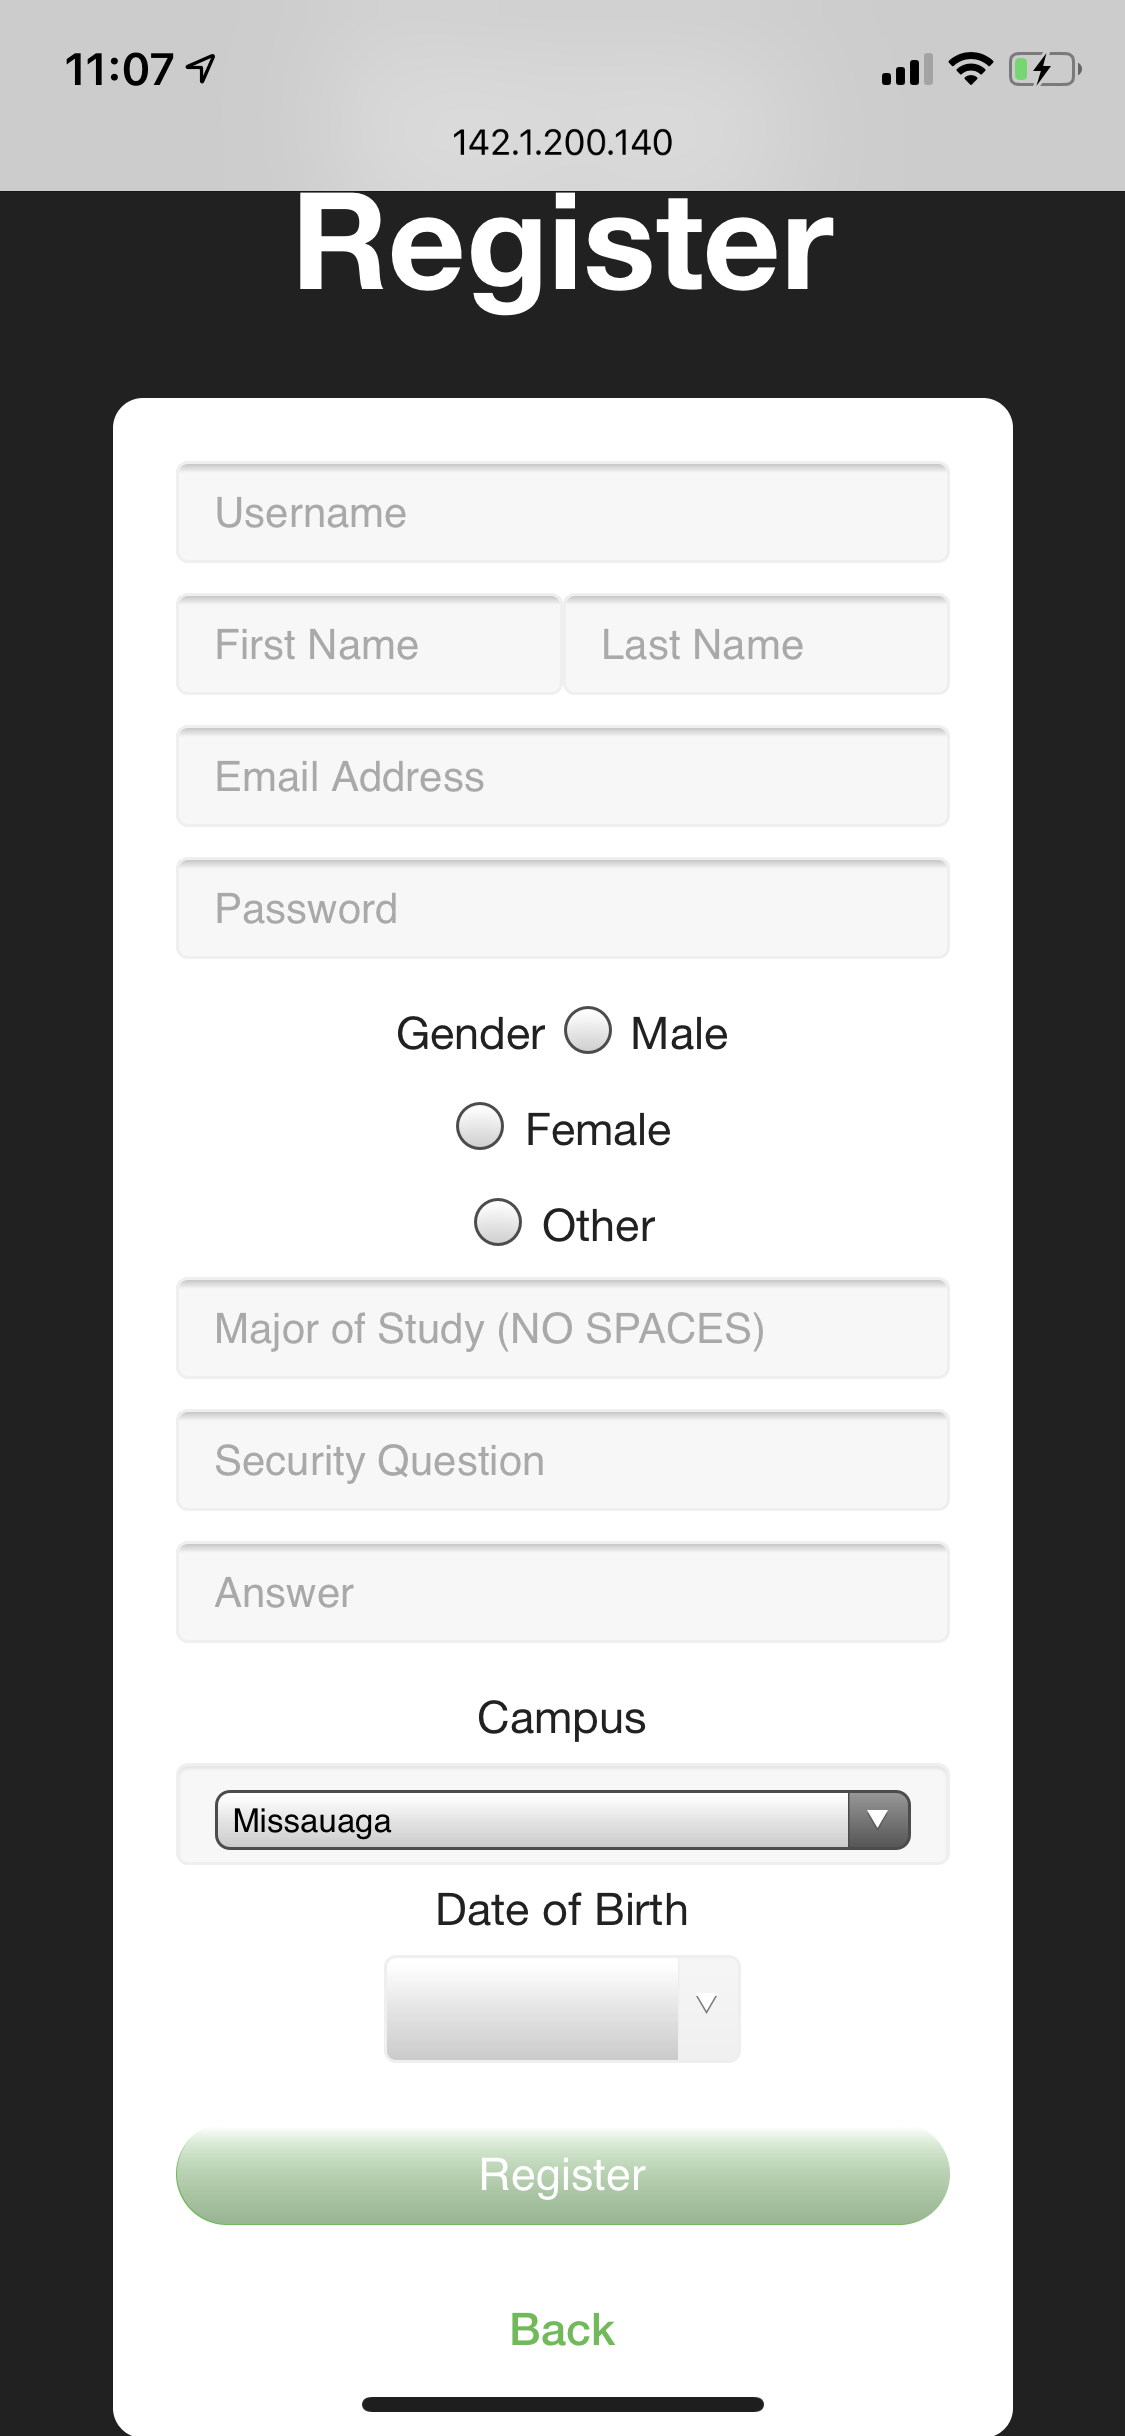 11:07
142.1.200.140
Register
Username
First Name Last Name
Email Address
Password
Gender Male
Female
Other
Major of Study (NO SPACES)
Security Question
Answer
Campus
Missauaga
Date of Birth
Register
Back